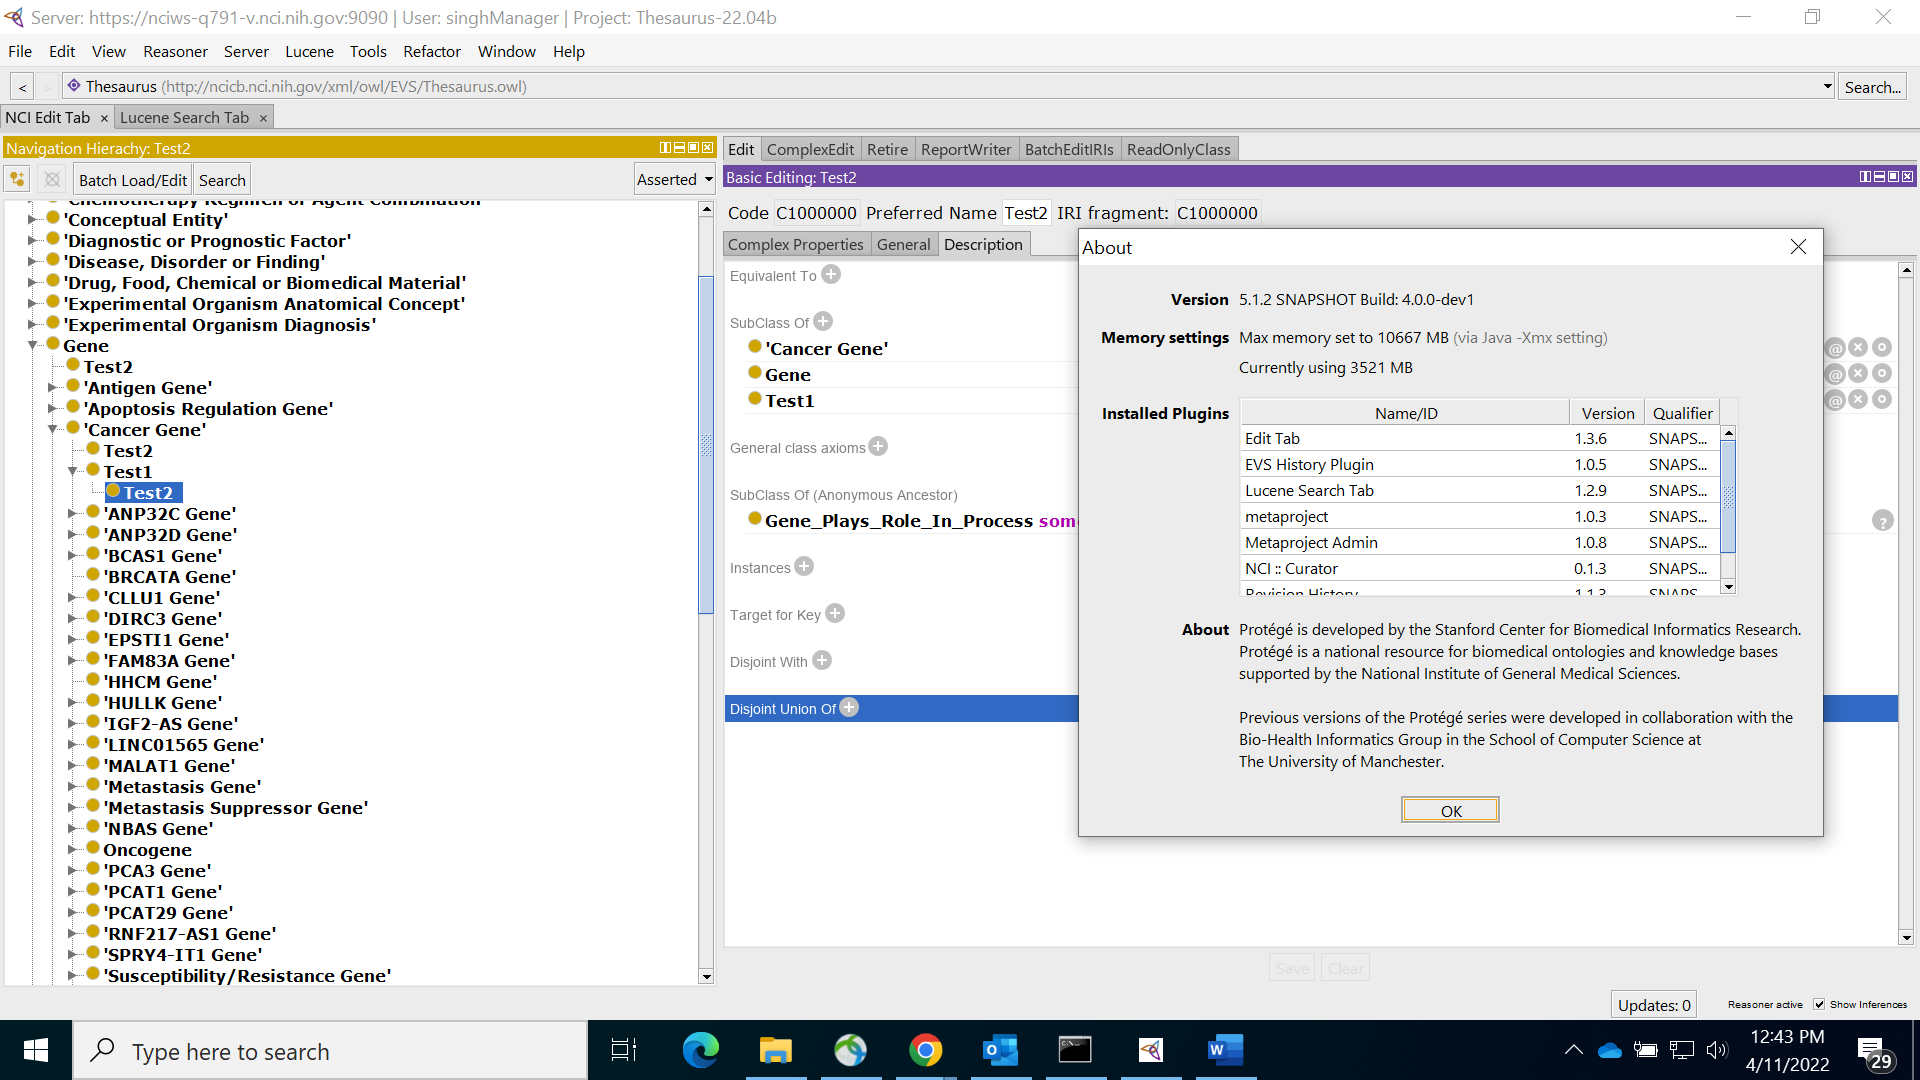 Server: https://nciws-q791-v.nci.nih.gov:9090 | User: singhManager | Project: Thesaurus-22.04b
File Edit View Reasoner Server Lucene Tools Refactor Window Help
< > Thesaurus (http://ncicb.nci.nih.gov/xml/owl/EVS/Thesaurus.owl) Search...
NCI Edit Tab × Lucene Search Tab ×
Navigation Hierachy: Test2
Batch Load/Edit Search Asserted
'Chemotherapy Regimen or Agent Combination'
'Conceptual Entity'
'Diagnostic or Prognostic Factor'
'Disease, Disorder or Finding'
'Drug, Food, Chemical or Biomedical Material'
'Experimental Organism Anatomical Concept'
'Experimental Organism Diagnosis'
Gene
Test2
'Antigen Gene'
'Apoptosis Regulation Gene'
'Cancer Gene'
Test2
Test1
Test2
'ANP32C Gene'
'ANP32D Gene'
'BCAS1 Gene'
'BRCATA Gene'
'CLLU1 Gene'
'DIRC3 Gene'
'EPSTI1 Gene'
'FAM83A Gene'
'HHCM Gene'
'HULLK Gene'
'IGF2-AS Gene'
'LINC01565 Gene'
'MALAT1 Gene'
'Metastasis Gene'
'Metastasis Suppressor Gene'
'NBAS Gene'
Oncogene
'PCA3 Gene'
'PCAT1 Gene'
'PCAT29 Gene'
'RNF217-AS1 Gene'
'SPRY4-IT1 Gene'
'Susceptibility/Resistance Gene'
Edit ComplexEdit Retire ReportWriter BatchEditIRIs ReadOnlyClass
Basic Editing: Test2
Code C1000000 Preferred Name Test2 IRI fragment: C1000000
Complex Properties General Description
Equivalent To
SubClass Of
'Cancer Gene'
Gene
Test1
General class axioms
SubClass Of (Anonymous Ancestor)
Gene_Plays_Role_In_Process some
Instances
Target for Key
Disjoint With
Disjoint Union Of
Save Clear
About
Version 5.1.2 SNAPSHOT Build: 4.0.0-dev1
Memory settings Max memory set to 10667 MB (via Java -Xmx setting)
Currently using 3521 MB
Installed Plugins Name/ID Version Qualifier
Edit Tab 1.3.6 SNAPS...
EVS History Plugin 1.0.5 SNAPS...
Lucene Search Tab 1.2.9 SNAPS...
metaproject 1.0.3 SNAPS...
Metaproject Admin 1.0.8 SNAPS...
NCI :: Curator 0.1.3 SNAPS...
Revision History 1.1.3 SNAPS...
About Protégé is developed by the Stanford Center for Biomedical Informatics Research.
Protégé is a national resource for biomedical ontologies and knowledge bases
supported by the National Institute of General Medical Sciences.
Previous versions of the Protégé series were developed in collaboration with the
Bio-Health Informatics Group in the School of Computer Science at
The University of Manchester.
OK
Updates: 0 Reasoner active Show Inferences
Type here to search
12:43 PM
4/11/2022
29